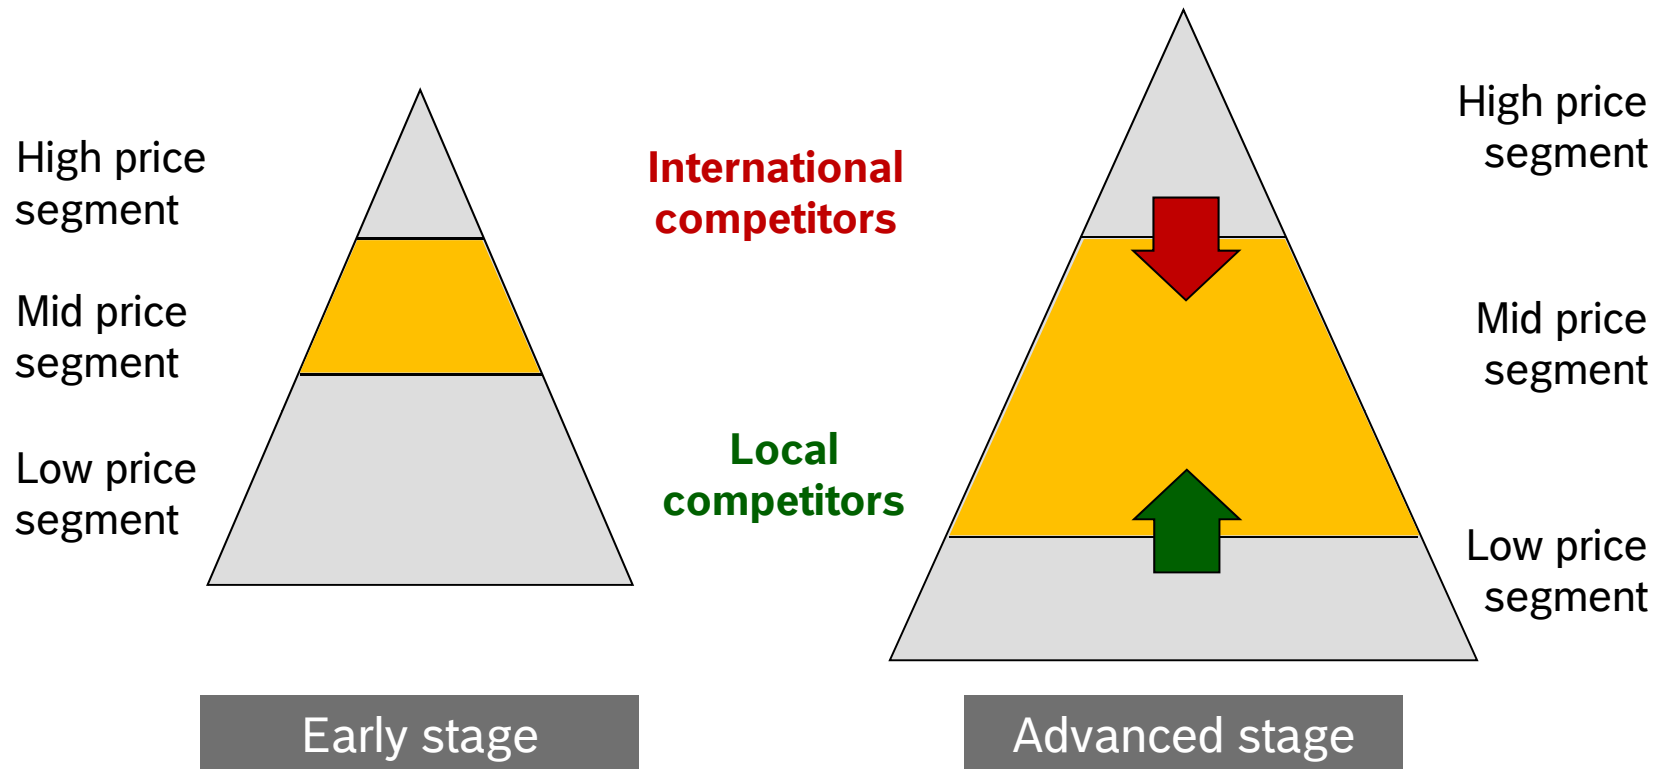 High price
segment
Mid price
segment
Low price
segment
International
competitors
Local
competitors
High price
segment
Mid price
segment
Low price
segment
Early stage
Advanced stage